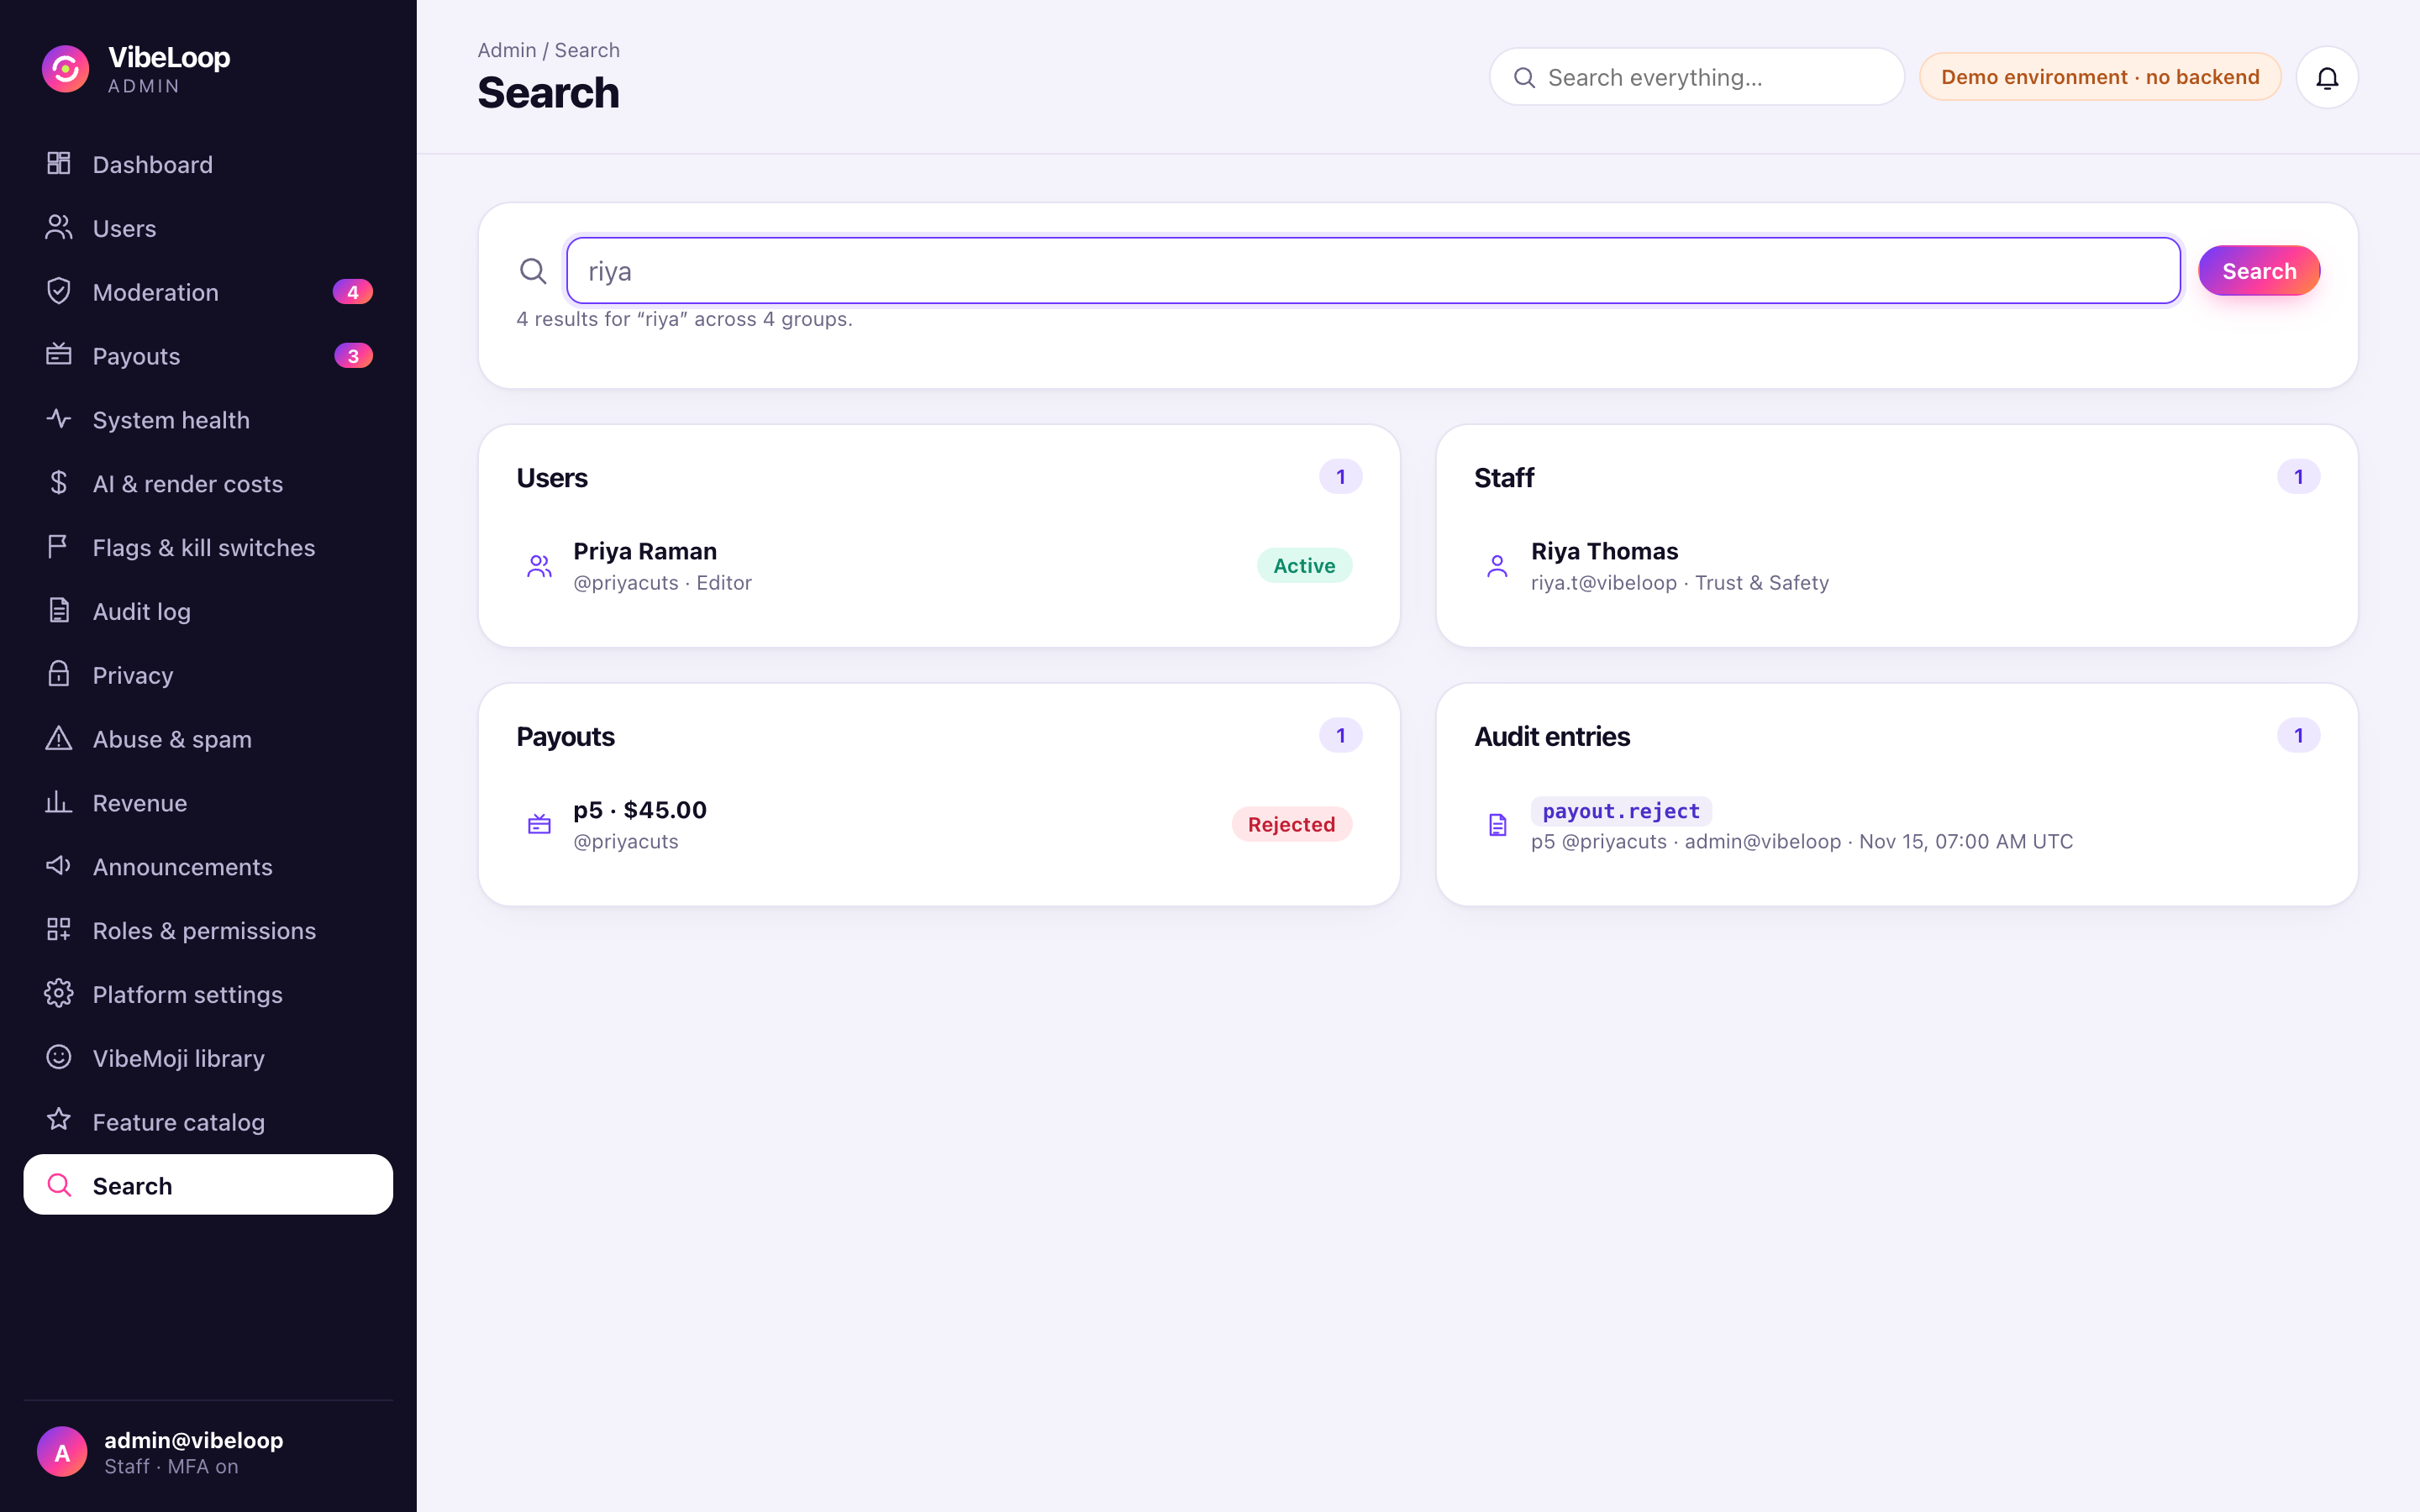 VibeLoop
ADMIN
Dashboard
Users
Moderation 4
Payouts 3
System health
AI & render costs
Flags & kill switches
Audit log
Privacy
Abuse & spam
Revenue
Announcements
Roles & permissions
Platform settings
VibeMoji library
Feature catalog
Search
A
admin@vibeloop
Staff · MFA on
Admin / Search
Search
Search everything...
Demo environment · no backend
riya
Search
4 results for “riya” across 4 groups.
Users 1
Priya Raman
@priyacuts · Editor
Active
Staff 1
Riya Thomas
riya.t@vibeloop · Trust & Safety
Payouts 1
p5 · $45.00
@priyacuts
Rejected
Audit entries 1
payout.reject
p5 @priyacuts · admin@vibeloop · Nov 15, 07:00 AM UTC